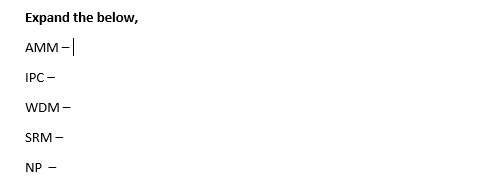 Expand the below,
AMM –
IPC –
WDM –
SRM –
NP –